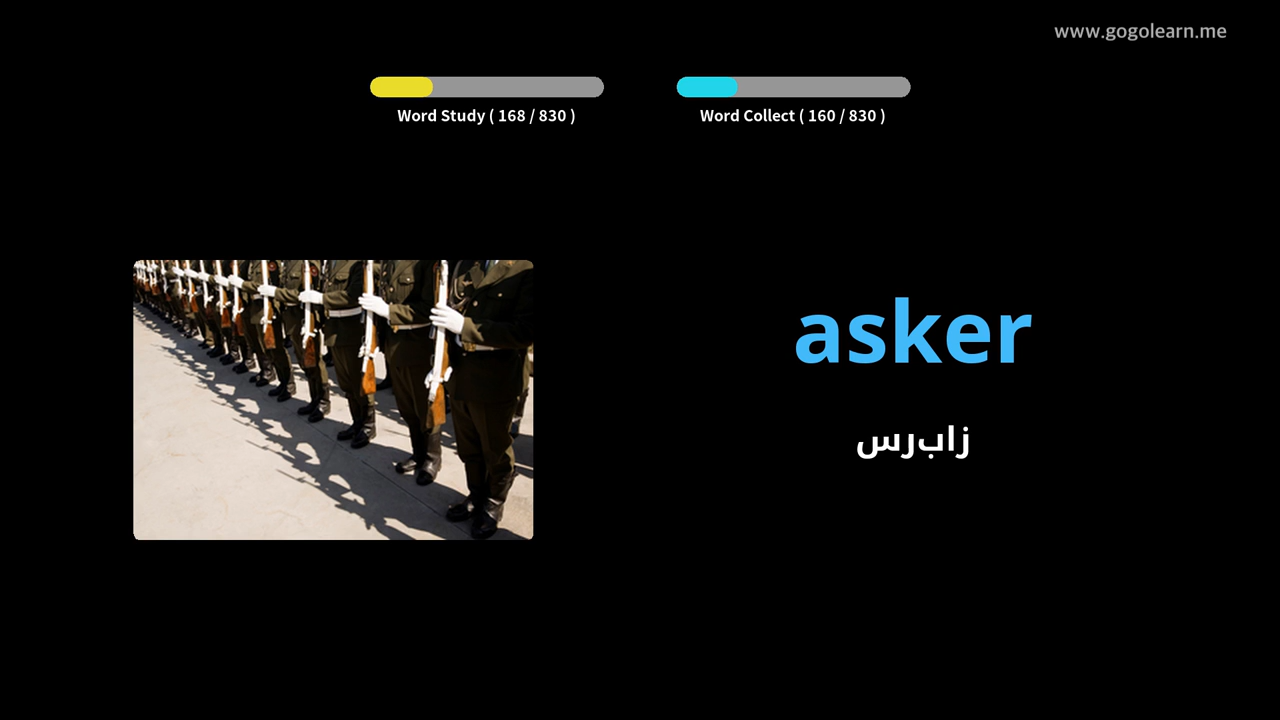 www.gogolearn.me
Word Study ( 168 / 830 )
Word Collect ( 160 / 830 )
asker
زابرس